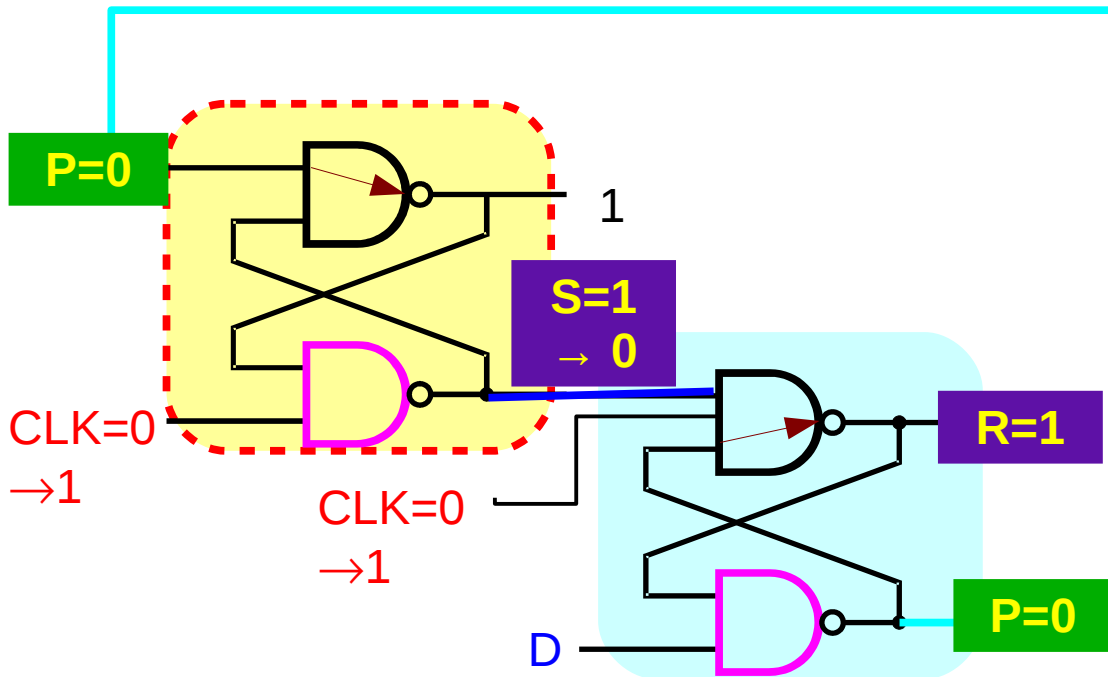 P=0
1
S=1
→ 0
CLK=0
→1
R=1
CLK=0
→1
P=0
D